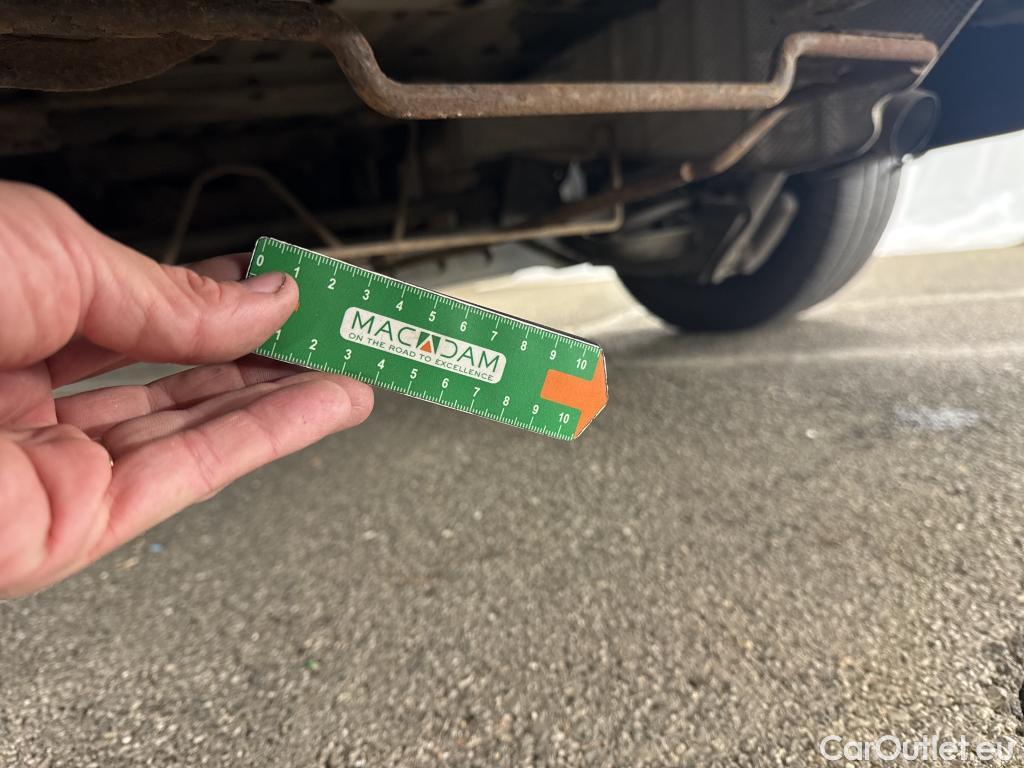 0 1 2 3 4 5 6 7 8 9 10
MACADAM
ON THE ROAD TO EXCELLENCE
1 2 3 4 5 6 7 8 9 10
CarOutlet.eu